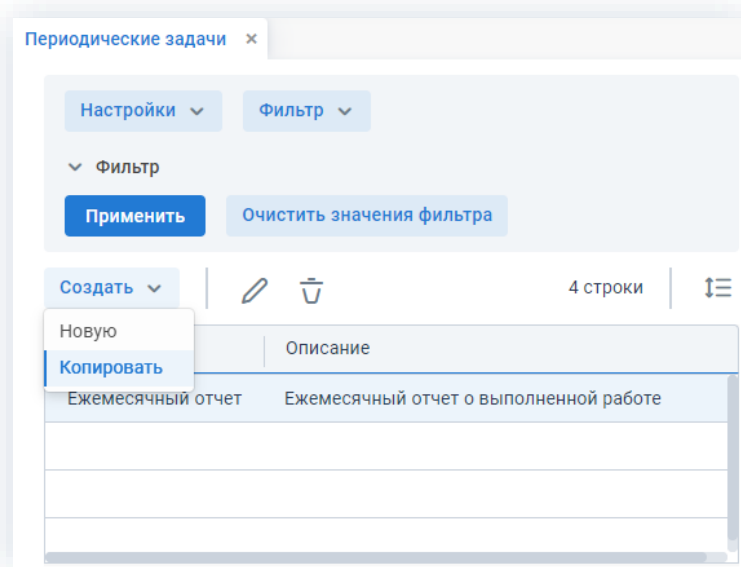 Периодические задачи ×
Настройки Фильтр
Фильтр
Применить Очистить значения фильтра
Создать 4 строки
Новую
Копировать
Описание
Ежемесячный отчет Ежемесячный отчет о выполненной работе